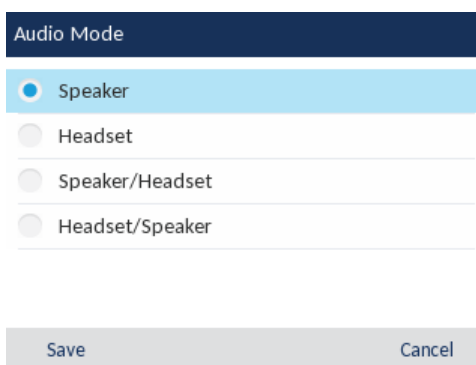 Audio Mode
Speaker
Headset
Speaker/Headset
Headset/Speaker
Save Cancel